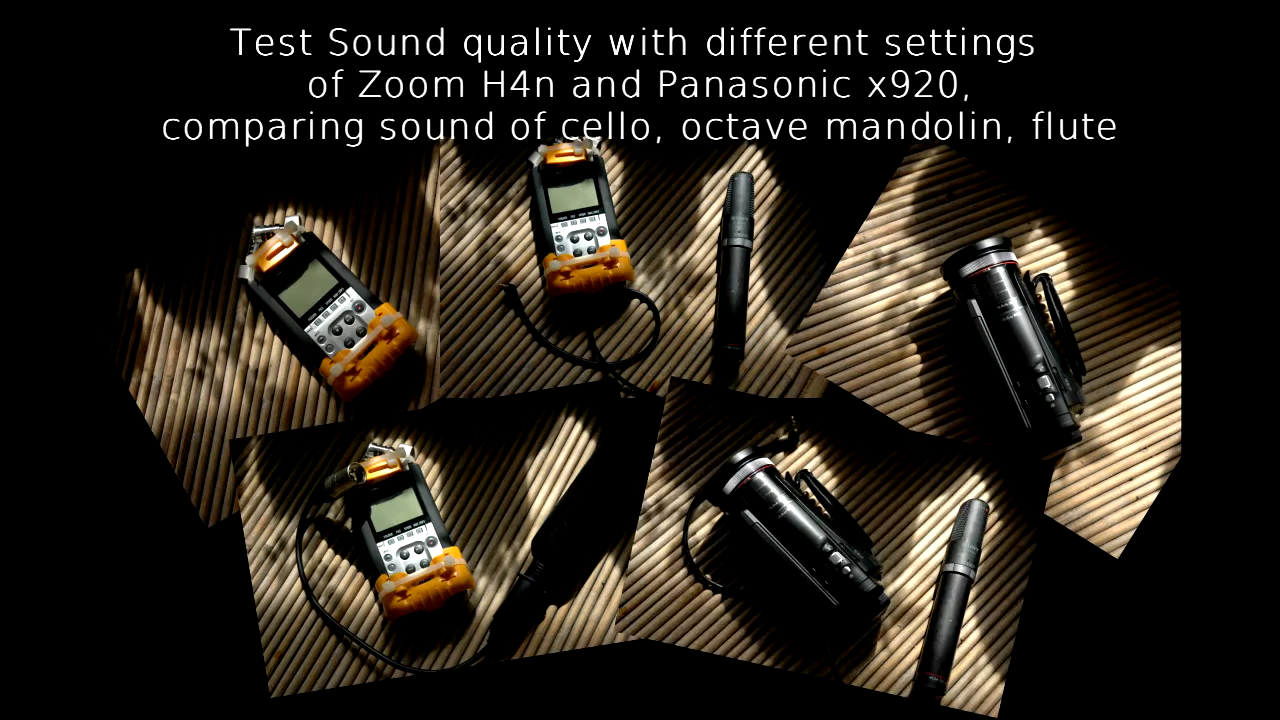 Test Sound quality with different settings
of Zoom H4n and Panasonic x920,
comparing sound of cello, octave mandolin, flute